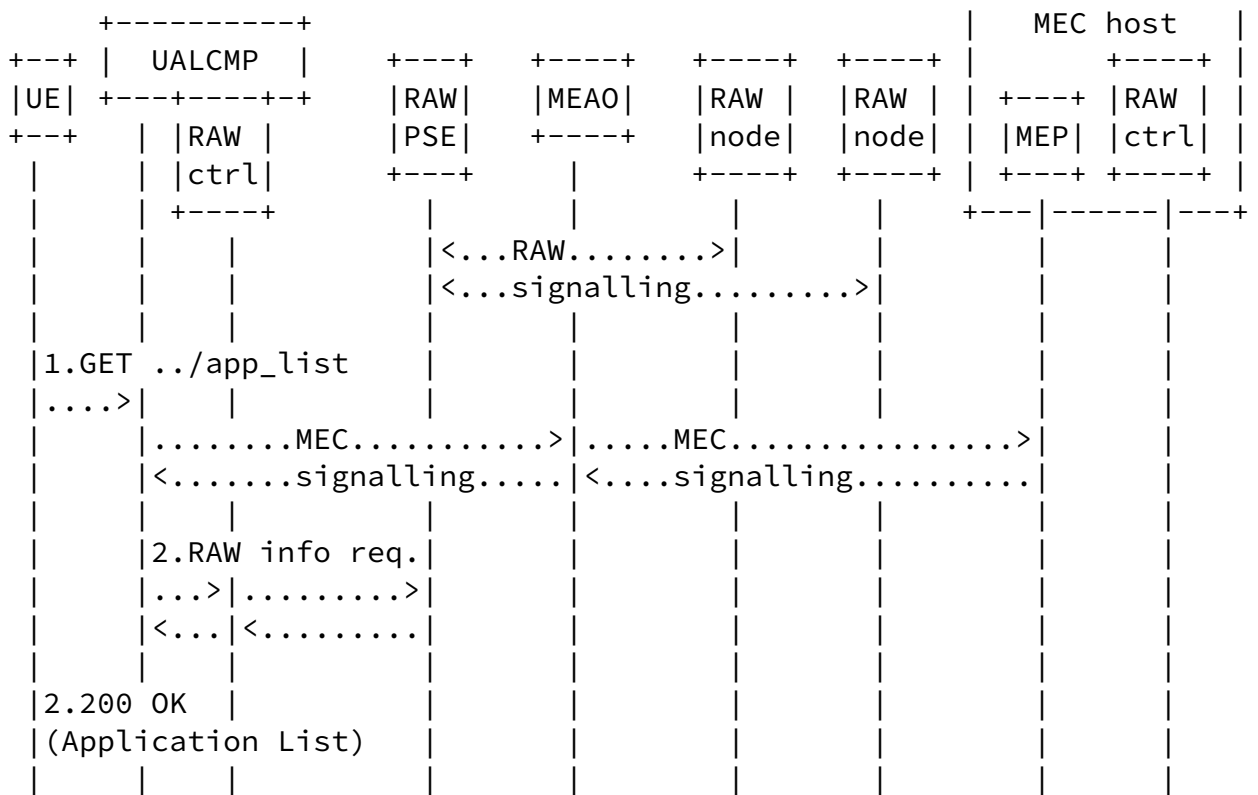 MEC host
UALCMP
UE RAW MEAO RAW RAW RAW
RAW PSE node node MEP ctrl
ctrl
<...RAW........>
<...signalling.........>
1.GET ../app_list
....>
........MEC...........> .....MEC................>
<.......signalling..... <....signalling..........
2.RAW info req.
...> .........>
<... <.........
2.200 OK
(Application List)